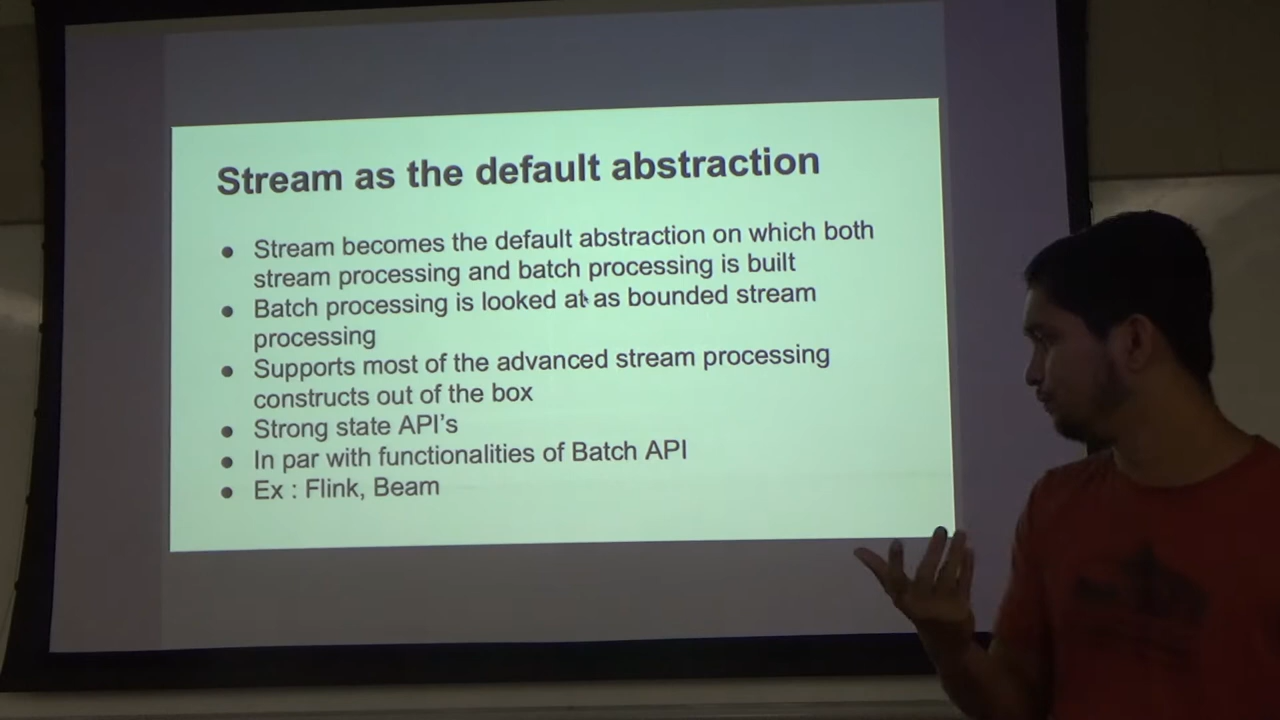 Stream as the default abstraction
● Stream becomes the default abstraction on which both
stream processing and batch processing is built
● Batch processing is looked at as bounded stream
processing
● Supports most of the advanced stream processing
constructs out of the box
● Strong state API's
● In par with functionalities of Batch API
● Ex : Flink, Beam